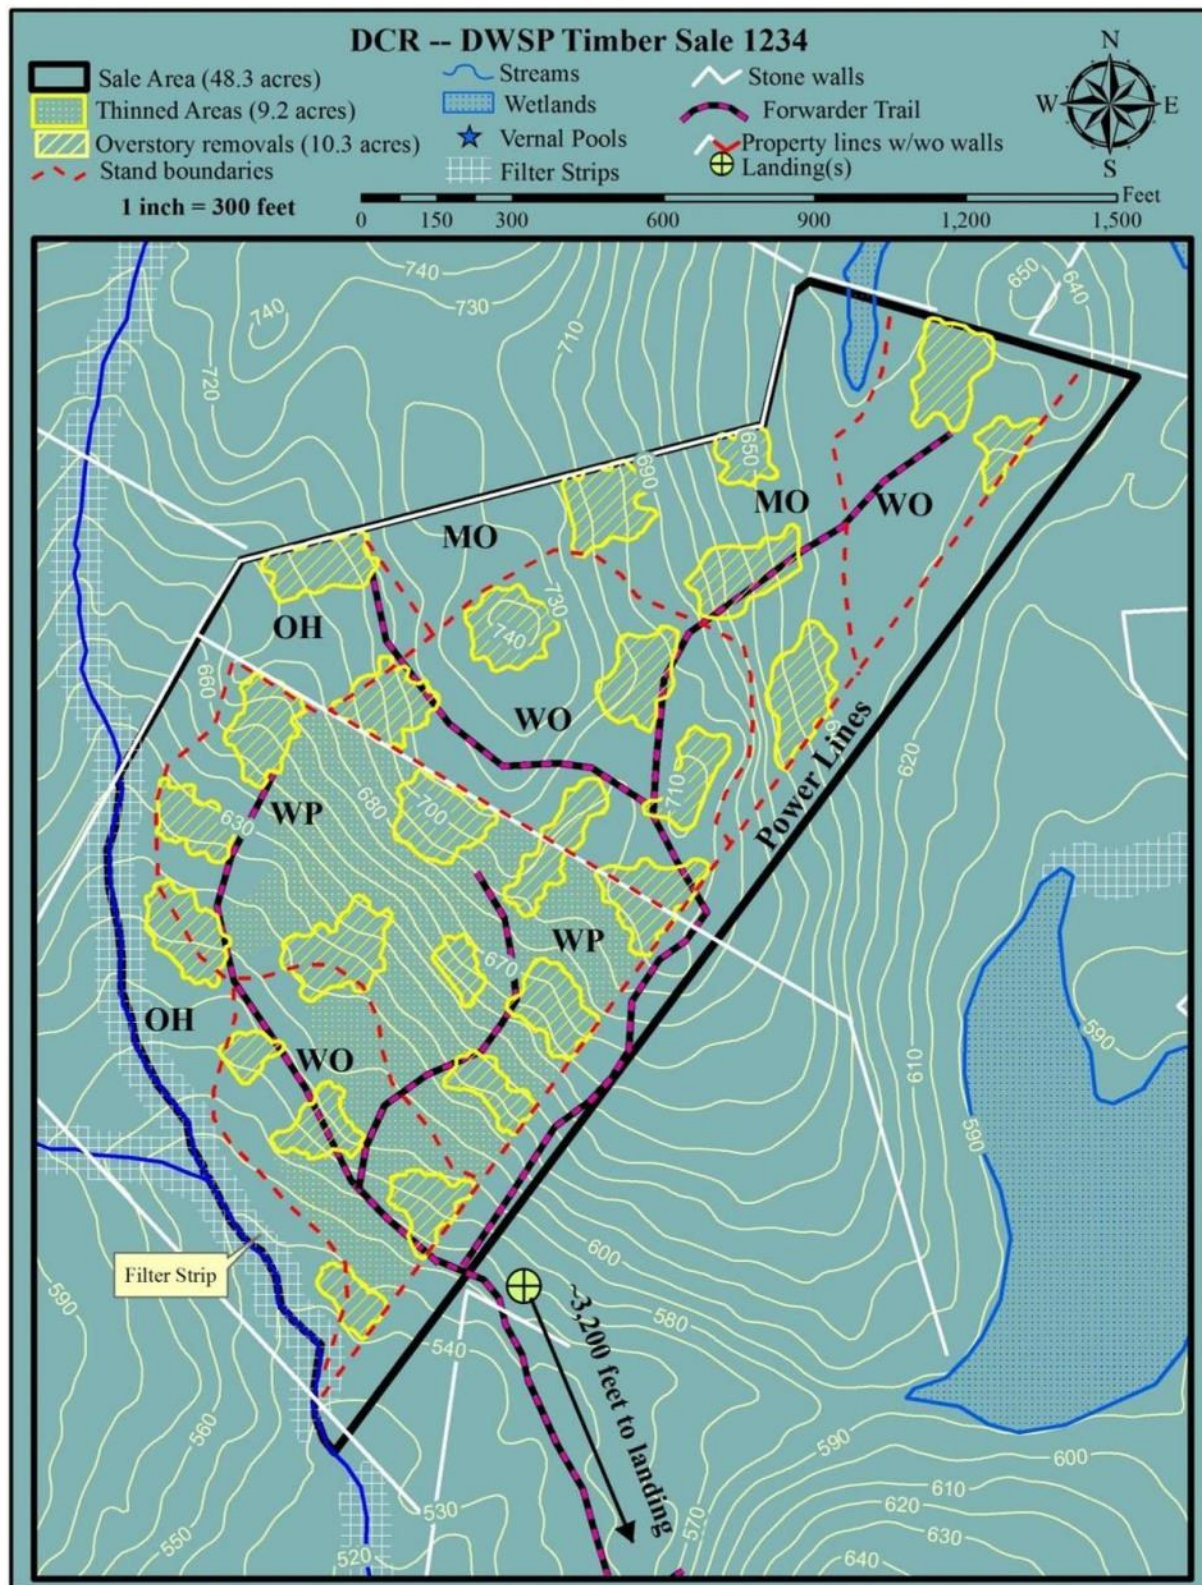 DCR -- DWSP Timber Sale 1234
Sale Area (48.3 acres)
Thinned Areas (9.2 acres)
Overstory removals (10.3 acres)
Stand boundaries
Streams
Wetlands
Vernal Pools
Filter Strips
Stone walls
Forwarder Trail
Property lines w/wo walls
Landing(s)
N
W E
S
1 inch = 300 feet
Feet
0 150 300 600 900 1,200 1,500
740
730
740
710
650
640
720
690
650
MO
MO
WO
730
740
OH
660
WO
710
620
Power Lines
WP
630
680
700
WP
670
OH
WO
590
610
590
Filter Strip
590
600
580
~3,200 feet to landing
540
560
550
530
520
570
590
600
610
620
630
640